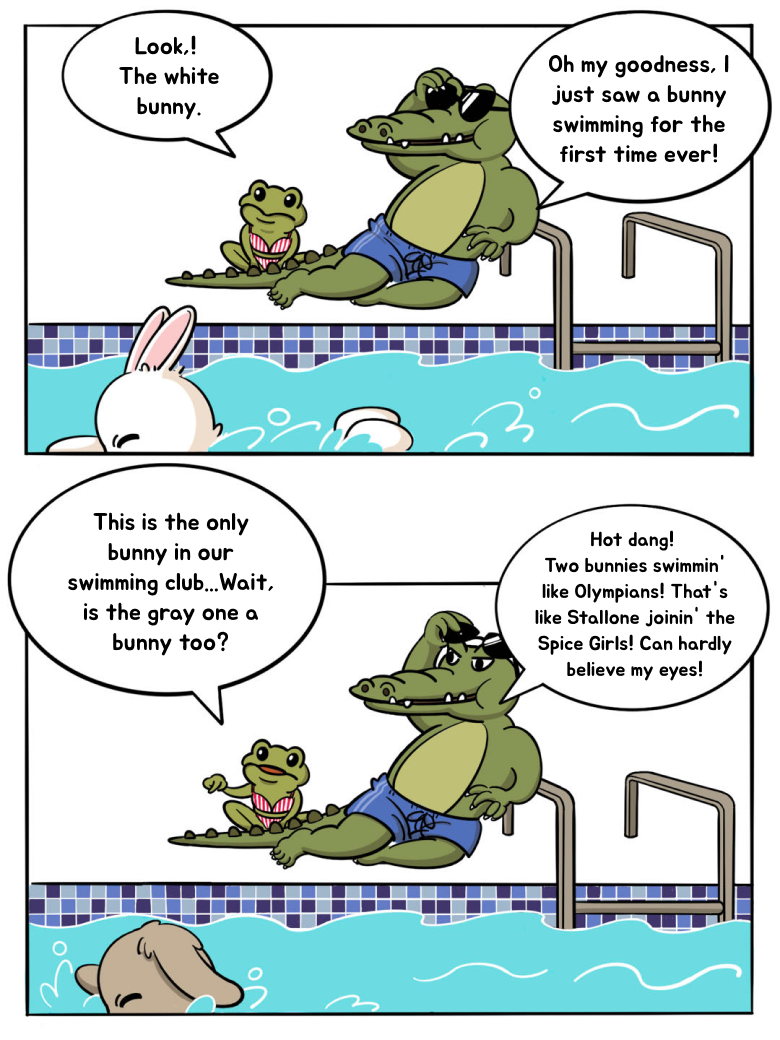 Look,!
The white
bunny.
Oh my goodness, I
just saw a bunny
swimming for the
first time ever!
This is the only
bunny in our
swimming club...Wait,
is the gray one a
bunny too?
Hot dang!
Two bunnies swimmin'
like Olympians! That's
like Stallone joinin' the
Spice Girls! Can hardly
believe my eyes!